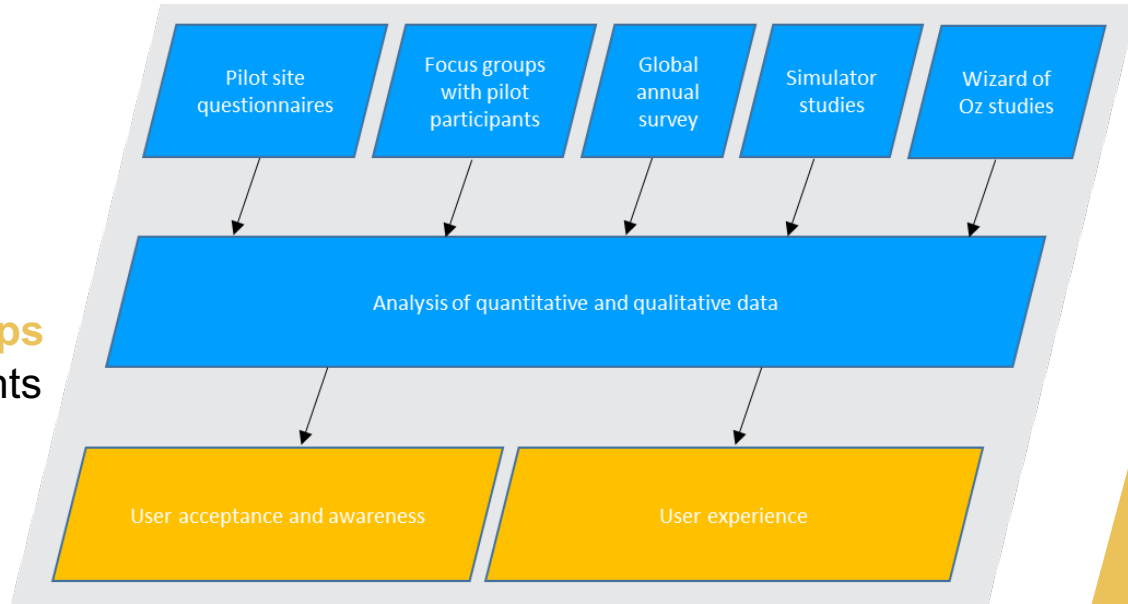 Pilot site
questionnaires
Focus groups
with pilot
participants
Global
annual
survey
Simulator
studies
Wizard of
Oz studies
Analysis of quantitative and qualitative data
ps
nts
User acceptance and awareness
User experience